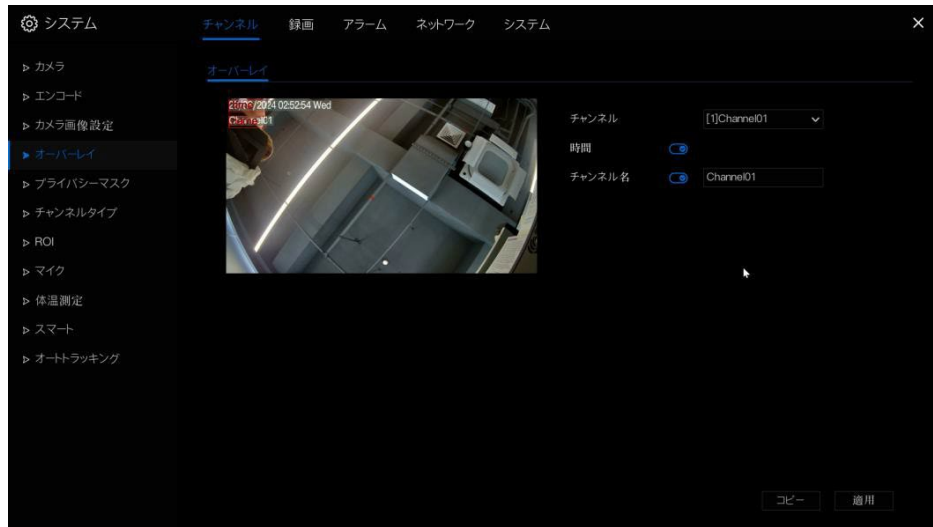 システム
チャンネル 録画 アラーム ネットワーク システム
カメラ
エンコード
カメラ画像設定
オーバーレイ
プライバシーマスク
チャンネルタイプ
ROI
マイク
体温測定
スマート
オートトラッキング
オーバーレイ
/2024 02:52:54 Wed
Channel01
チャンネル [1]Channel01
時間
チャンネル名 Channel01
コピー 適用